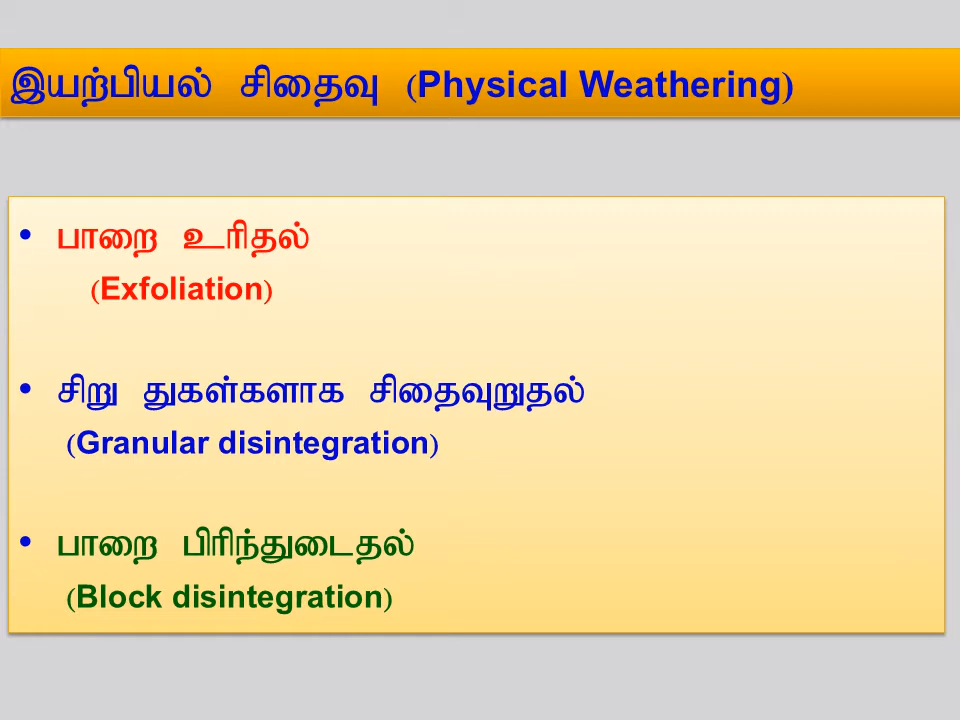 இயற்பியல் சிதைவு (Physical Weathering)
• பாறை உரிதல்
(Exfoliation)
• சிறு துகள்களாக சிதைவுறுதல்
(Granular disintegration)
• பாறை பிரிந்துடைதல்
(Block disintegration)